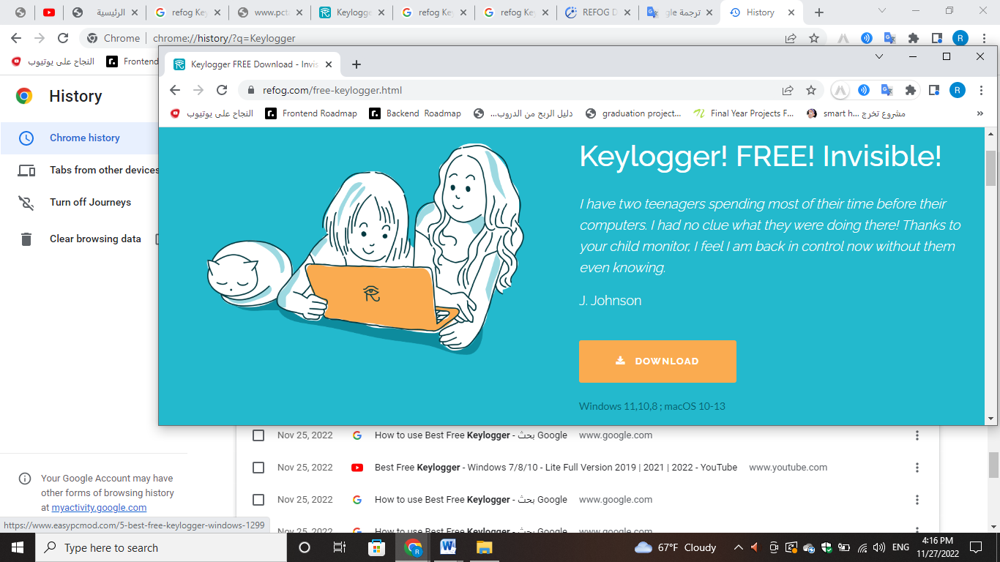 الرئيسية
refog Key
www.pcta
Keylogge
refog Key
refog Key
REFOG D
ترجمة gle
History
Chrome
chrome://history/?q=Keylogger
R
النجاح على يوتيوب
Frontend
History
Chrome history
Tabs from other devices
Turn off Journeys
Clear browsing data
Your Google Account may have
other forms of browsing history
at myactivity.google.com
https://www.easypcmod.com/5-best-free-keylogger-windows-1299
Keylogger FREE Download - Invis
refog.com/free-keylogger.html
R
النجاح على يوتيوب
Frontend Roadmap
Backend Roadmap
دليل الربح من الدروب...
graduation project...
Final Year Projects F...
smart h... مشروع تخرج
»
Keylogger! FREE! Invisible!
I have two teenagers spending most of their time before their
computers. I had no clue what they were doing there! Thanks to
your child monitor, I feel I am back in control now without them
even knowing.
J. Johnson
DOWNLOAD
Windows 11,10,8 ; macOS 10-13
Nov 25, 2022 How to use Best Free Keylogger - بحث Google www.google.com
Nov 25, 2022 Best Free Keylogger - Windows 7/8/10 - Lite Full Version 2019 | 2021 | 2022 - YouTube www.youtube.com
Nov 25, 2022 How to use Best Free Keylogger - بحث Google www.google.com
Nov 25, 2022 How to use Best Free Keylogger - بحث Google www.google.com
Type here to search
67°F Cloudy
ENG
4:16 PM
11/27/2022